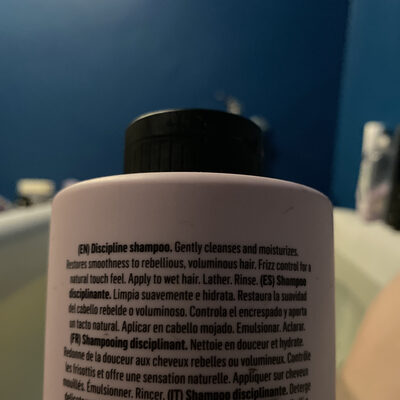 (EN) Discipline shampoo. Gently cleanses and moisturizes.
Restores smoothness to rebellious, voluminous hair. Frizz control for a
natural touch feel. Apply to wet hair. Lather. Rinse. (ES) Shampoo
disciplinante. Limpia suavemente e hidrata. Restaura la suavidad
del cabello rebelde o voluminoso. Controla el encrespado y aporta
un tacto natural. Aplicar en cabello mojado. Emulsionar. Aclarar.
(FR) Shampooing disciplinant. Nettoie en douceur et hydrate.
Redonne de la douceur aux cheveux rebelles ou volumineux. Contrôle
les frisottis et offre une sensation naturelle. Appliquer sur cheveux
mouillés. Émulsionner. Rincer. (IT) Shampoo disciplinante. Deterge